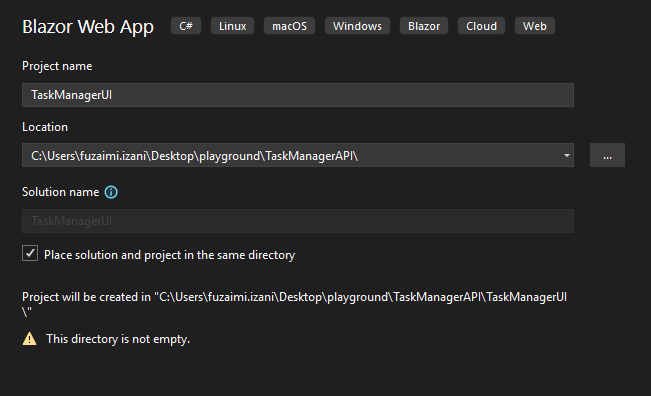 Blazor Web App C# Linux macOS Windows Blazor Cloud Web
Project name
TaskManagerUI
Location
C:\Users\fuzaimi.izani\Desktop\playground\TaskManagerAPI\ ...
Solution name
TaskManagerUI
Place solution and project in the same directory
Project will be created in "C:\Users\fuzaimi.izani\Desktop\playground\TaskManagerAPI\TaskManagerUI
\"
This directory is not empty.